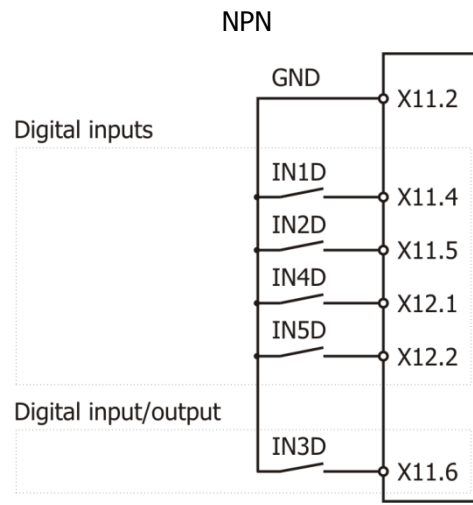 NPN
GND
X11.2
Digital inputs
IN1D
X11.4
IN2D
X11.5
IN4D
X12.1
IN5D
X12.2
Digital input/output
IN3D
X11.6